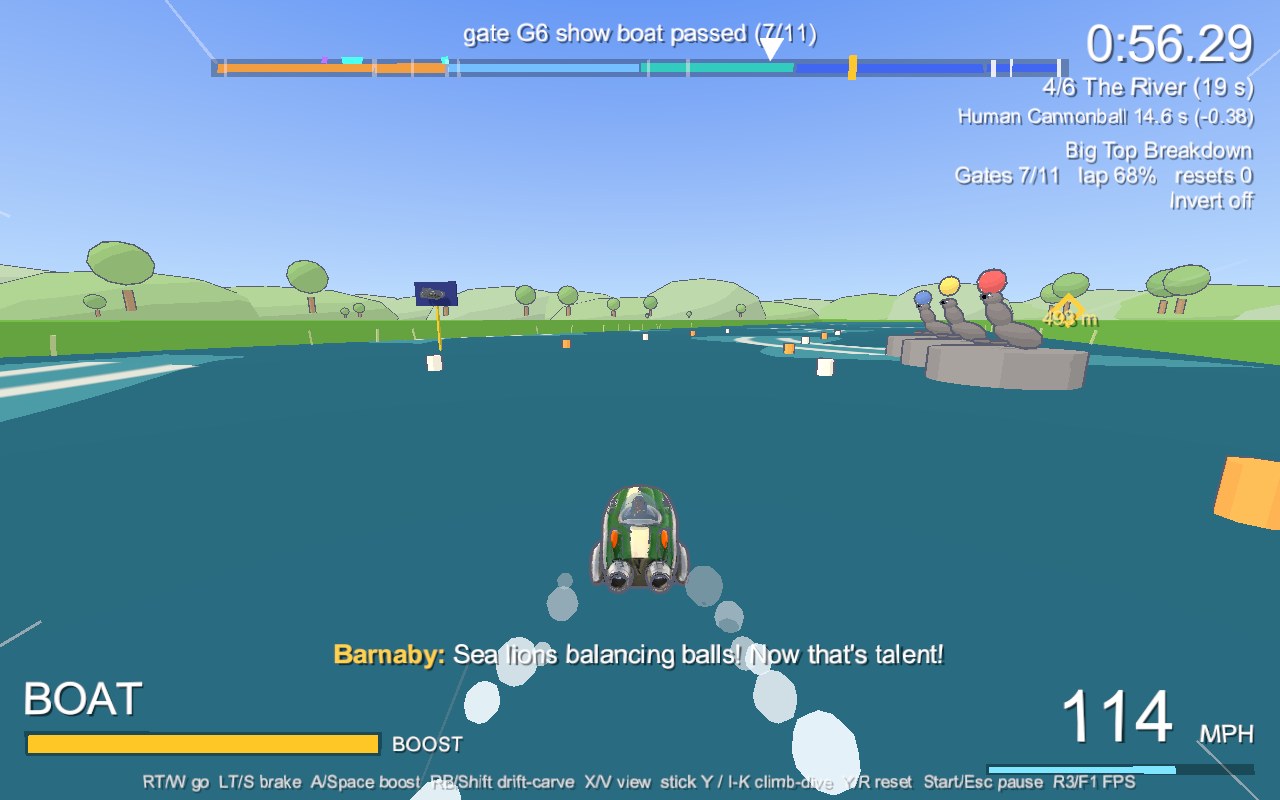 gate G6 show boat passed (7/11)
0:56.29
4/6 The River (19 s)
Human Cannonball 14.6 s (-0.38)
Big Top Breakdown
Gates 7/11 lap 68% resets 0
Invert off
493 m
Barnaby: Sea lions balancing balls! Now that's talent!
BOAT
BOOST
114 MPH
RT/W go LT/S brake A/Space boost RB/Shift drift-carve X/V view stick Y / I-K climb-dive Y/R reset Start/Esc pause R3/F1 FPS